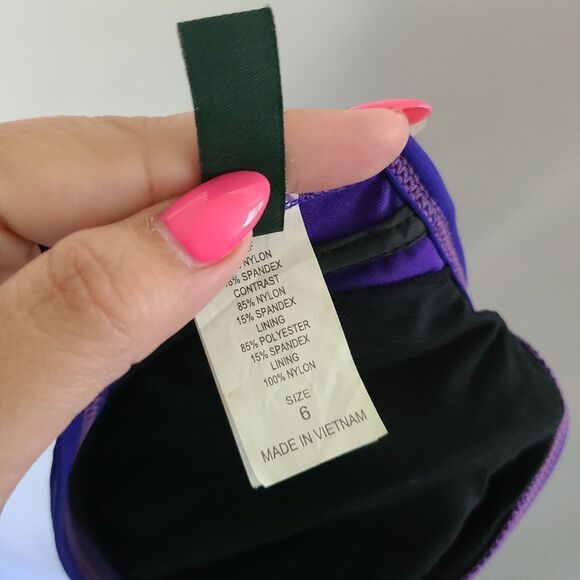 NYLON
SPANDEX
CONTRAST
85% NYLON
15% SPANDEX
LINING
85% POLYESTER
15% SPANDEX
LINING
100% NYLON
SIZE
6
MADE IN VIETNAM